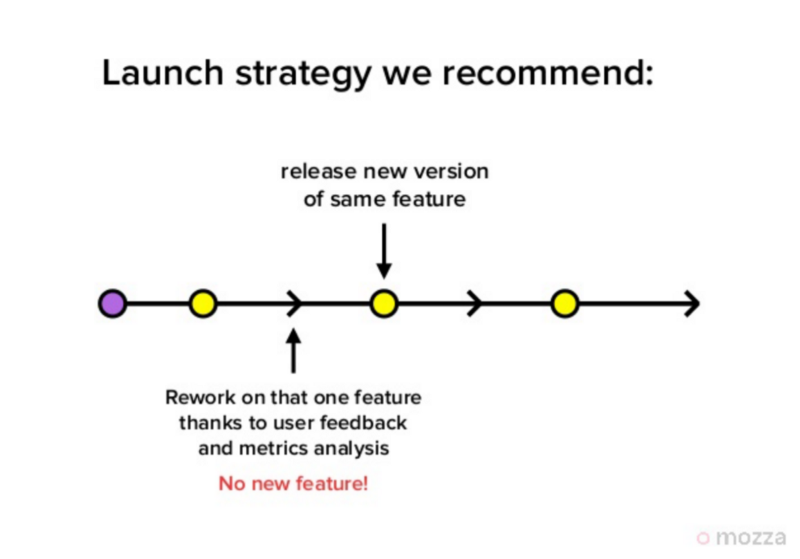 Launch strategy we recommend:
release new version
of same feature
Rework on that one feature
thanks to user feedback
and metrics analysis
No new feature!
mozza